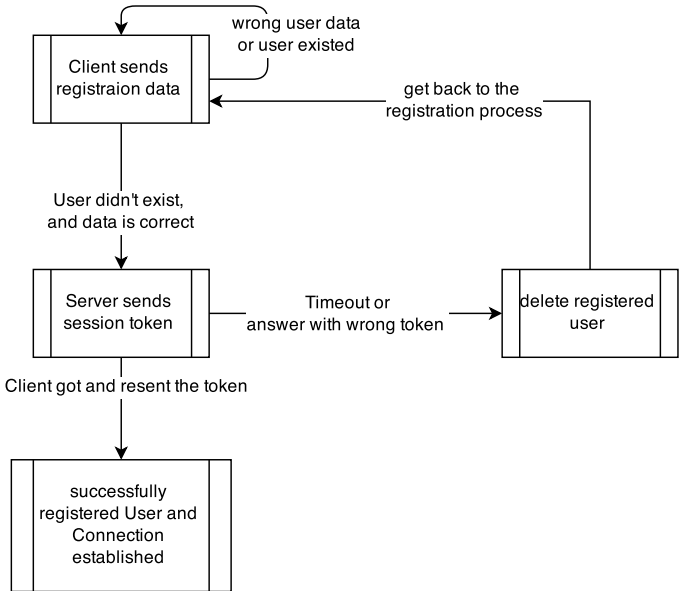 wrong user data
or user existed
Client sends
registraion data
get back to the
registration process
User didn't exist,
and data is correct
Server sends
session token
Timeout or
answer with wrong token
delete registered
user
Client got and resent the token
successfully
registered User and
Connection
established